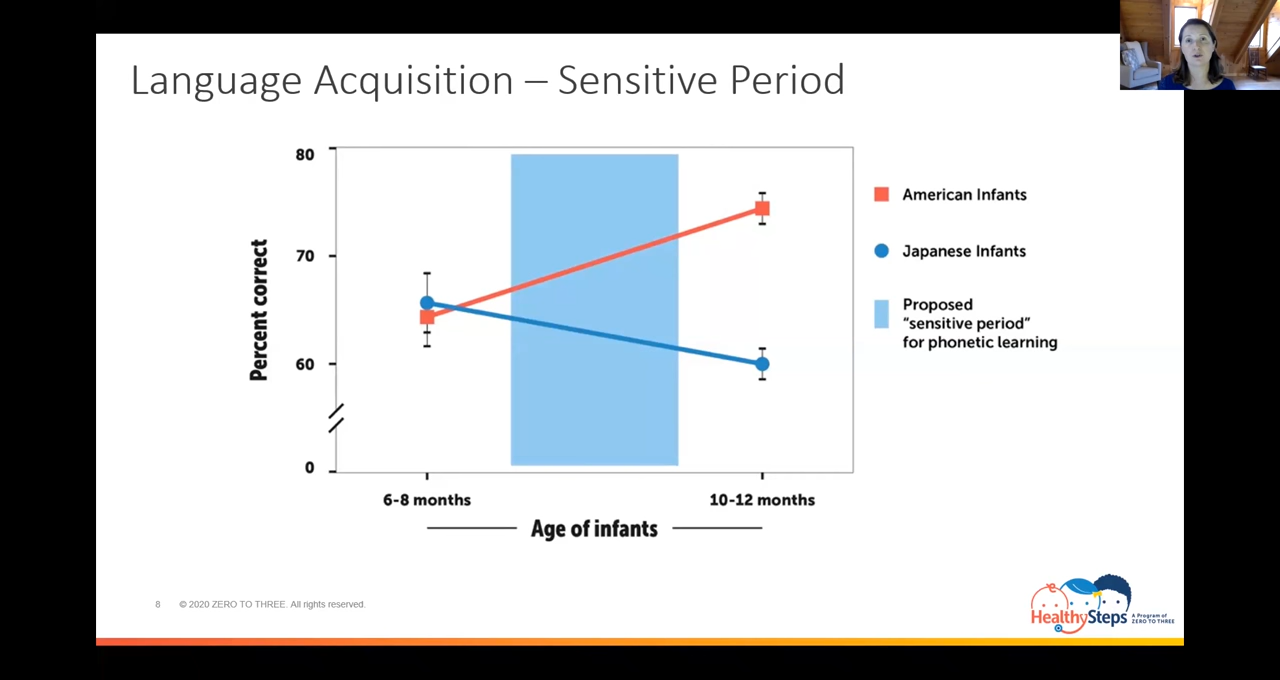 Language Acquisition – Sensitive Period
80
70
60
0
Percent correct
6-8 months
10-12 months
Age of infants
American Infants
Japanese Infants
Proposed
“sensitive period”
for phonetic learning
8
© 2020 ZERO TO THREE. All rights reserved.
HealthySteps
A Program of
ZERO TO THREE